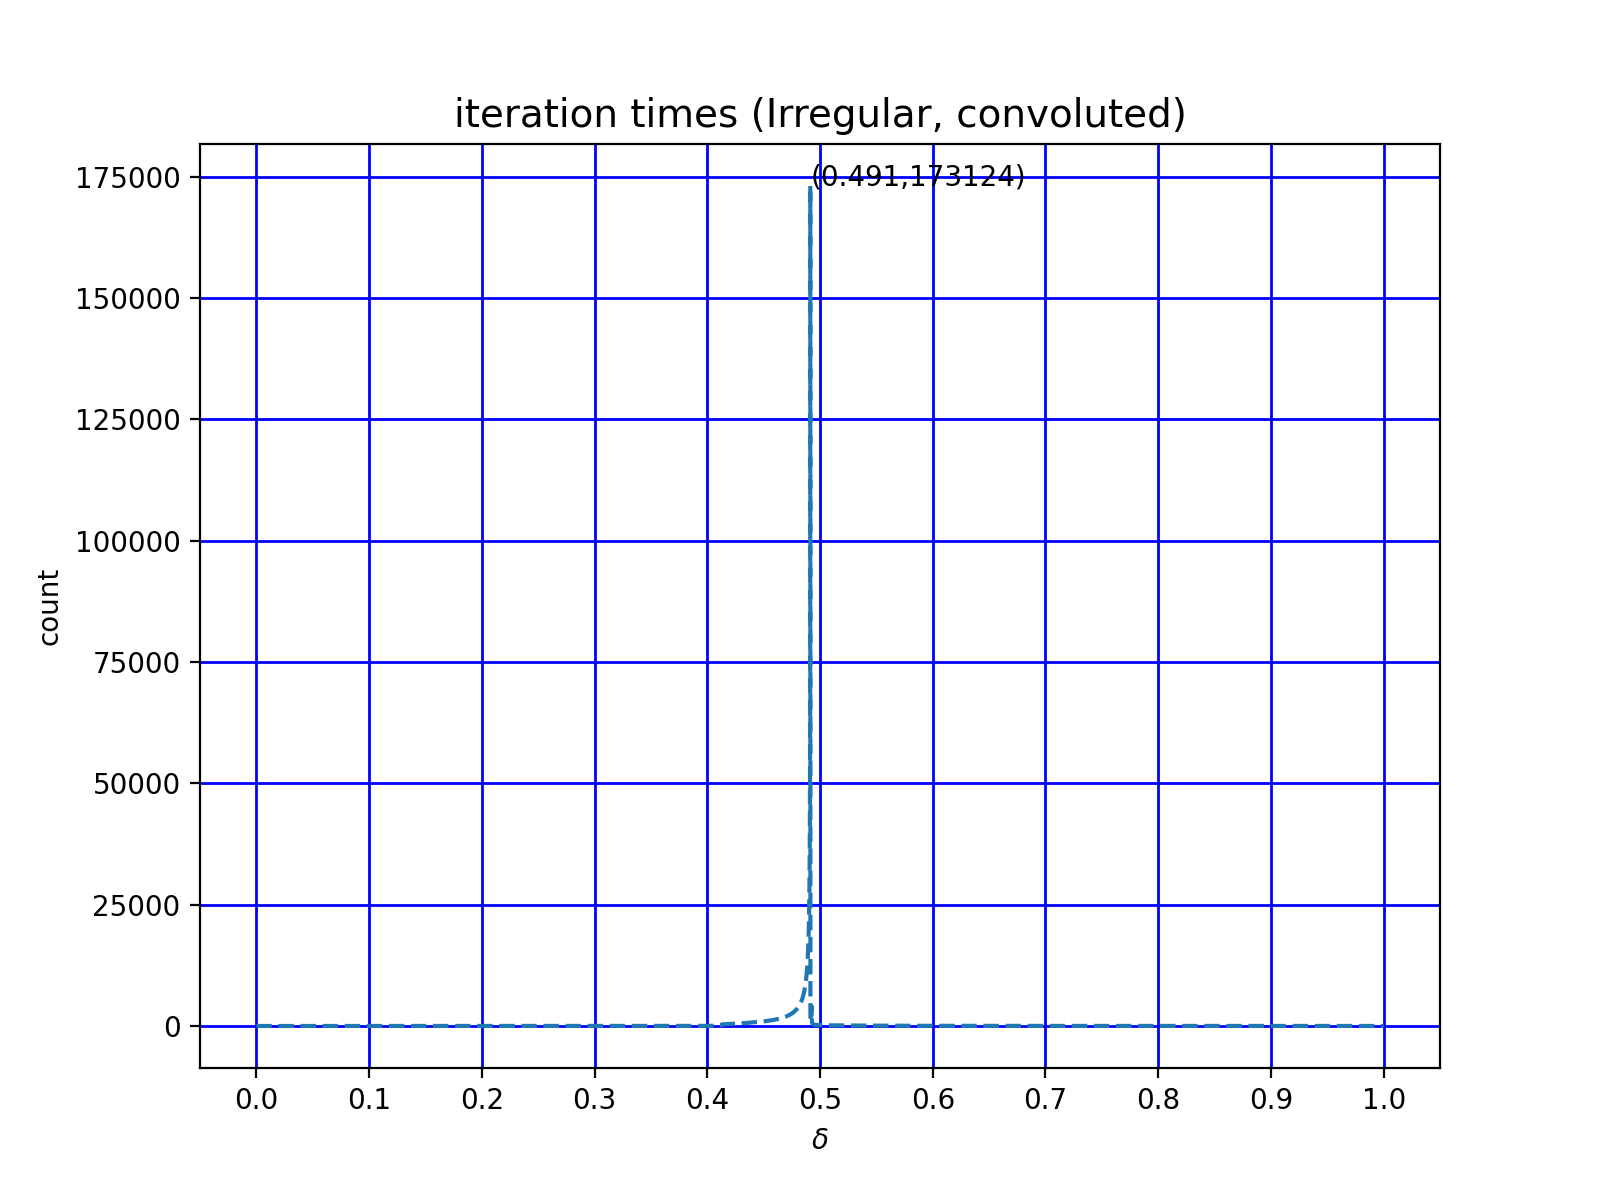 iteration times (Irregular, convoluted)
175000
(0.491,173124)
150000
125000
100000
75000
50000
25000
0
count
0.0 0.1 0.2 0.3 0.4 0.5 0.6 0.7 0.8 0.9 1.0
δ